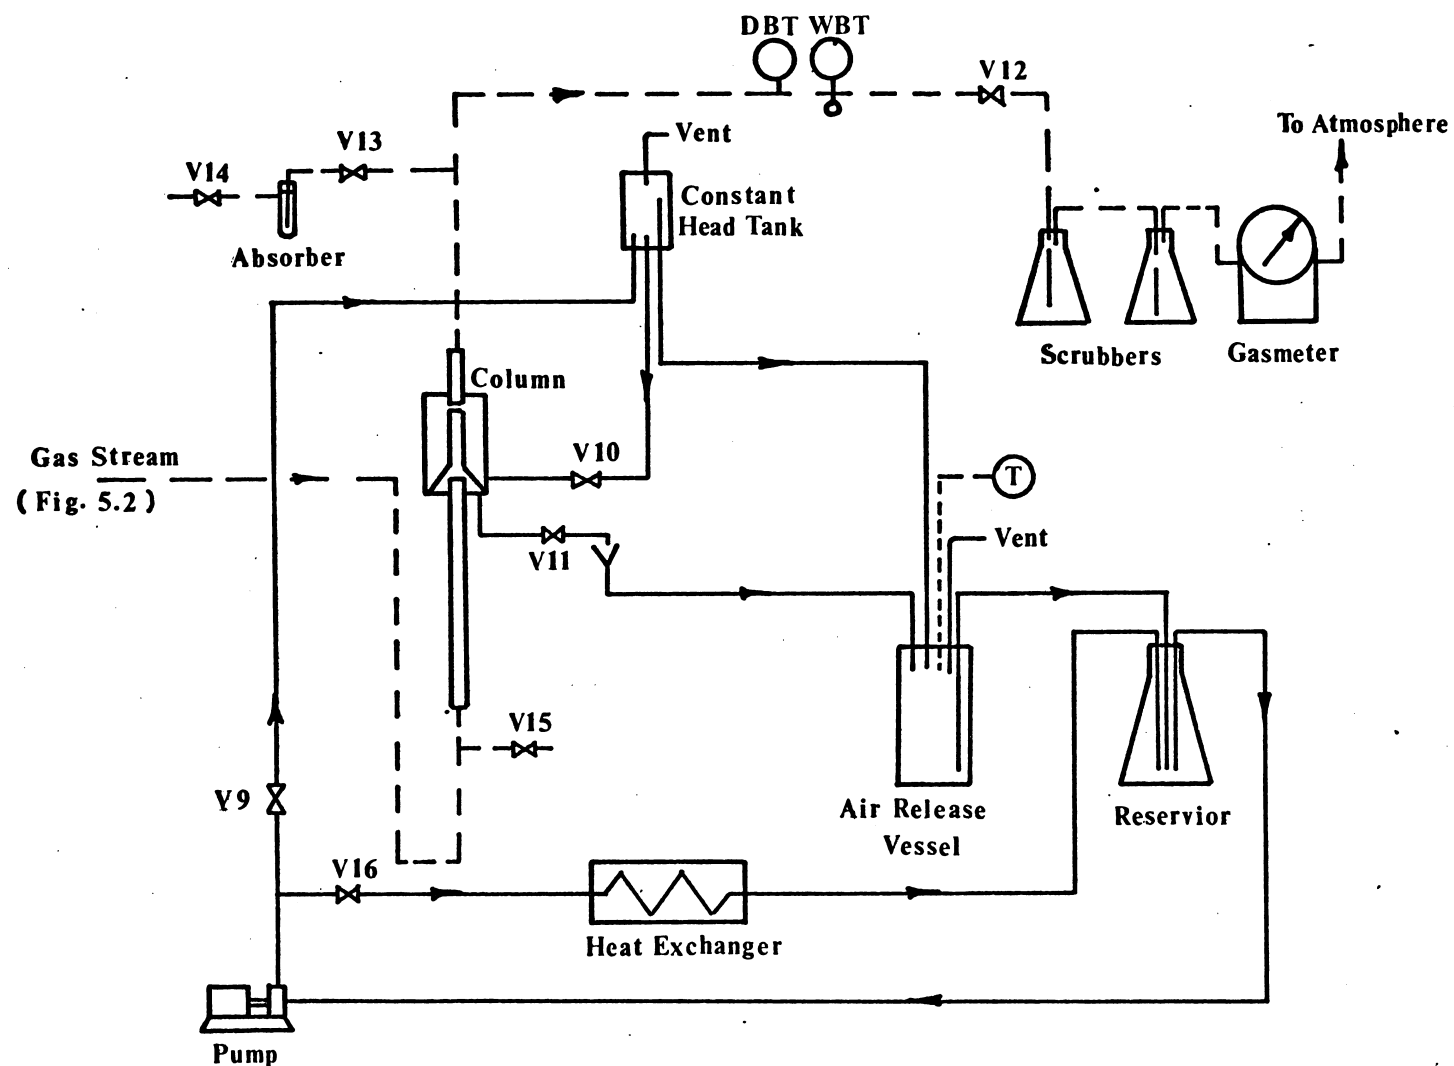 DBT WBT
V12
To Atmosphere
Vent
V13
V14
Constant
Head Tank
Absorber
Scrubbers
Gasmeter
Column
Gas Stream
(Fig. 5.2)
V10
T
Vent
V11
V15
V9
Air Release
Vessel
Reservior
V16
Heat Exchanger
Pump